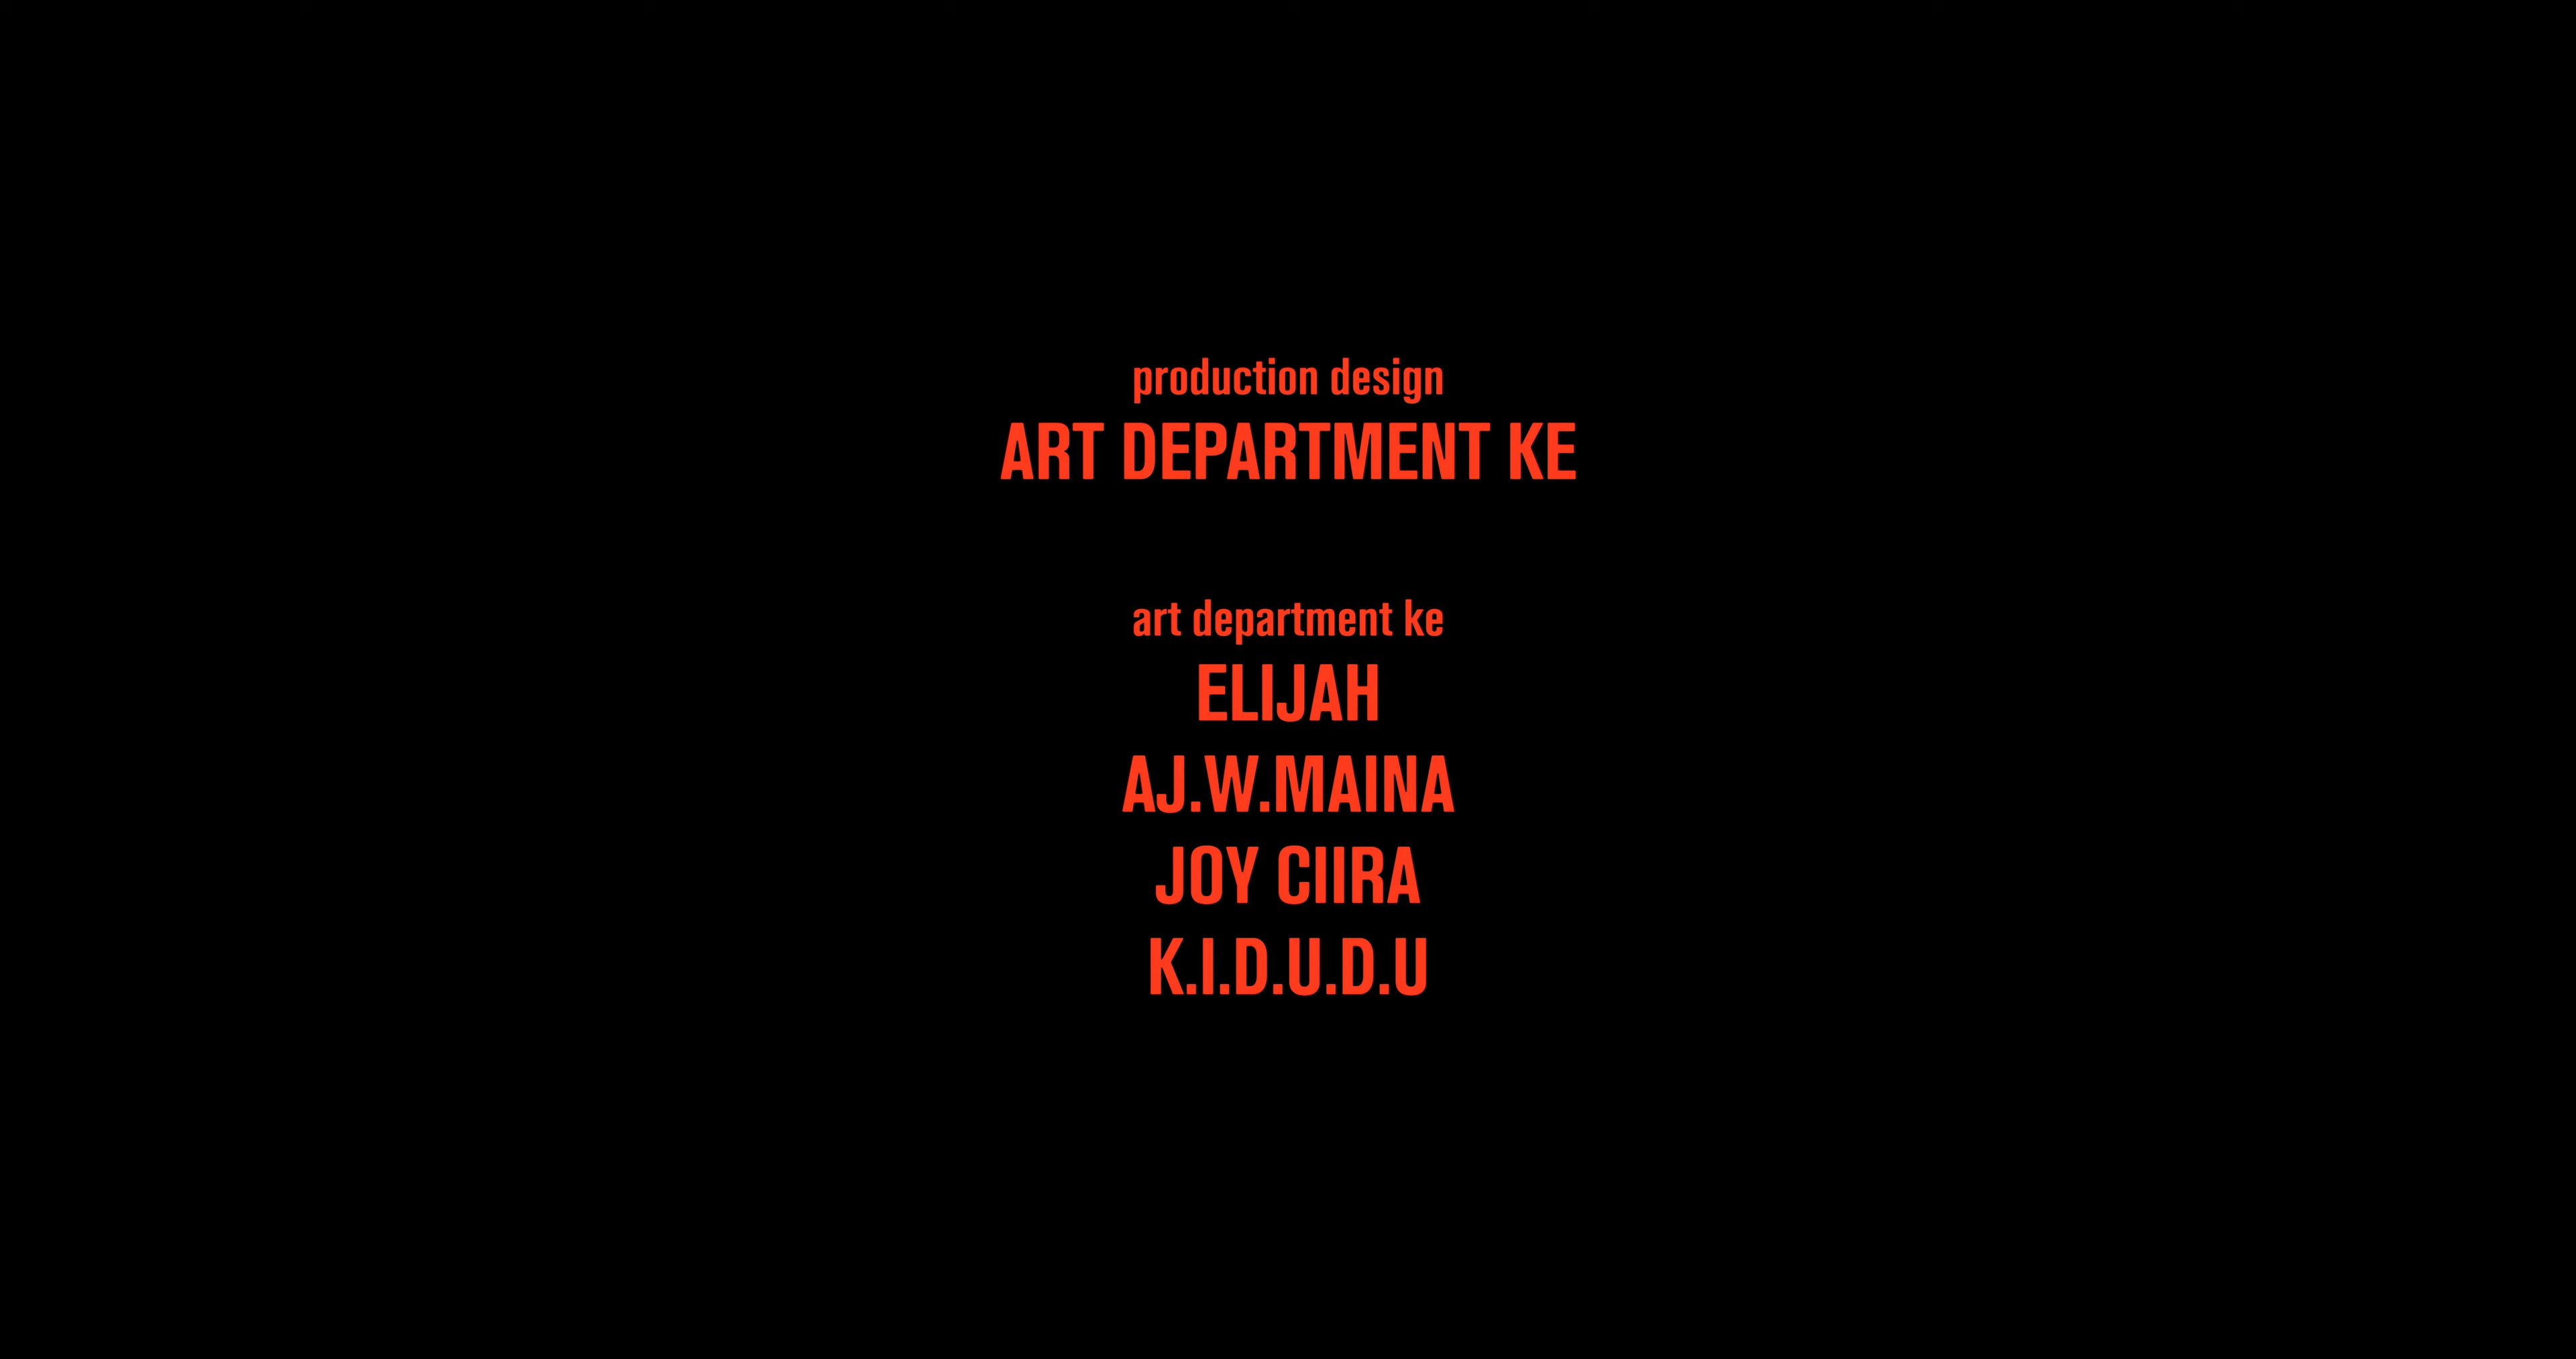 production design
ART DEPARTMENT KE
art department ke
ELIJAH
AJ.W.MAINA
JOY CIIRA
K.I.D.U.D.U